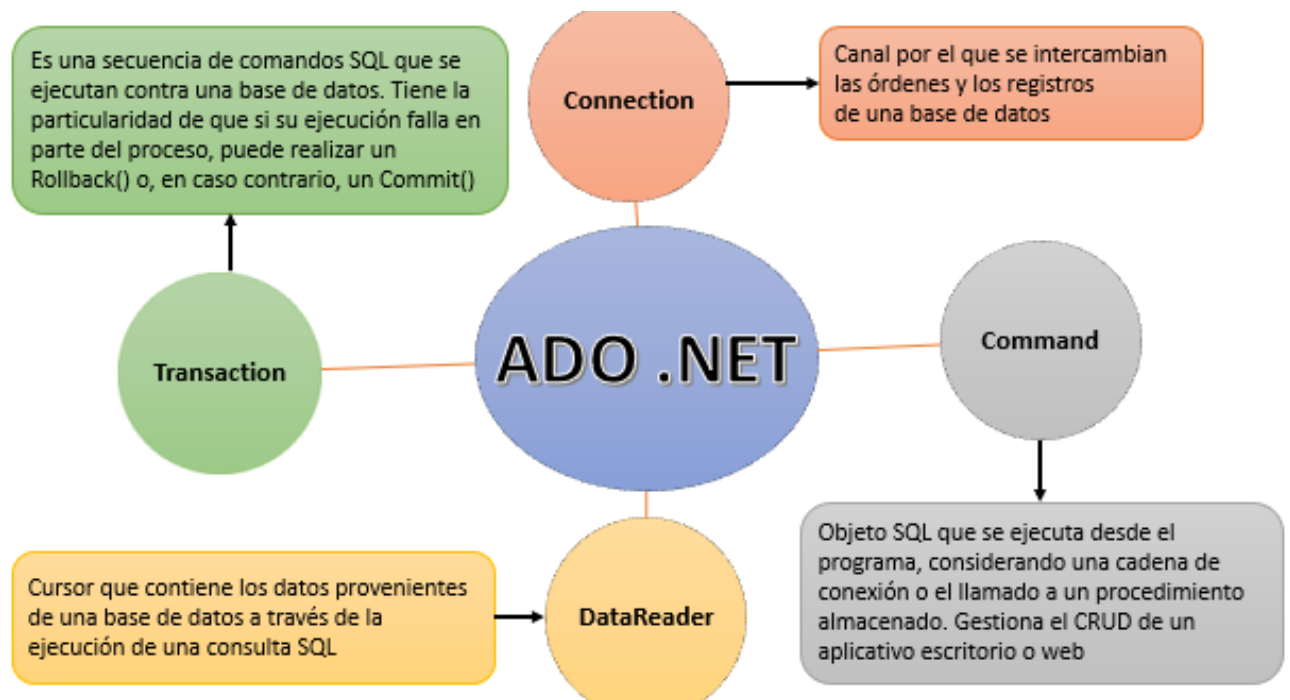 Es una secuencia de comandos SQL que se
ejecutan contra una base de datos. Tiene la
particularidad de que si su ejecución falla en
parte del proceso, puede realizar un
Rollback() o, en caso contrario, un Commit()
Connection
Canal por el que se intercambian
las órdenes y los registros
de una base de datos
Transaction
ADO .NET
Command
Cursor que contiene los datos provenientes
de una base de datos a través de la
ejecución de una consulta SQL
DataReader
Objeto SQL que se ejecuta desde el
programa, considerando una cadena de
conexión o el llamado a un procedimiento
almacenado. Gestiona el CRUD de un
aplicativo escritorio o web